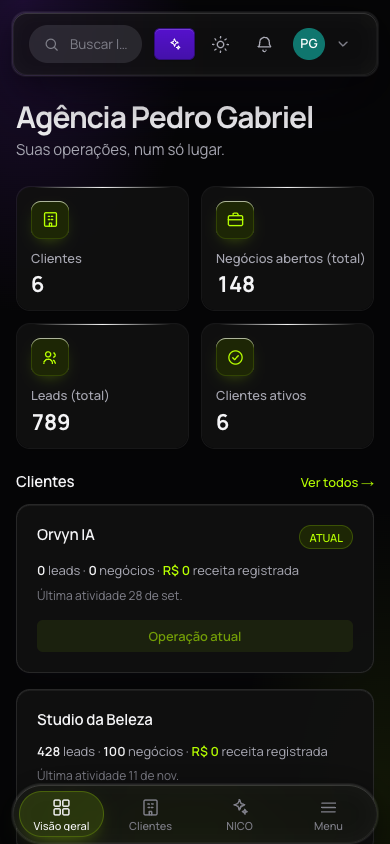 Buscar l...
PG
Agência Pedro Gabriel
Suas operações, num só lugar.
Clientes
6
Negócios abertos (total)
148
Leads (total)
789
Clientes ativos
6
Clientes
Ver todos →
Orvyn IA
ATUAL
0 leads · 0 negócios · R$ 0 receita registrada
Última atividade 28 de set.
Operação atual
Studio da Beleza
428 leads · 100 negócios · R$ 0 receita registrada
Última atividade 11 de nov.
Visão geral
Clientes
NICO
Menu